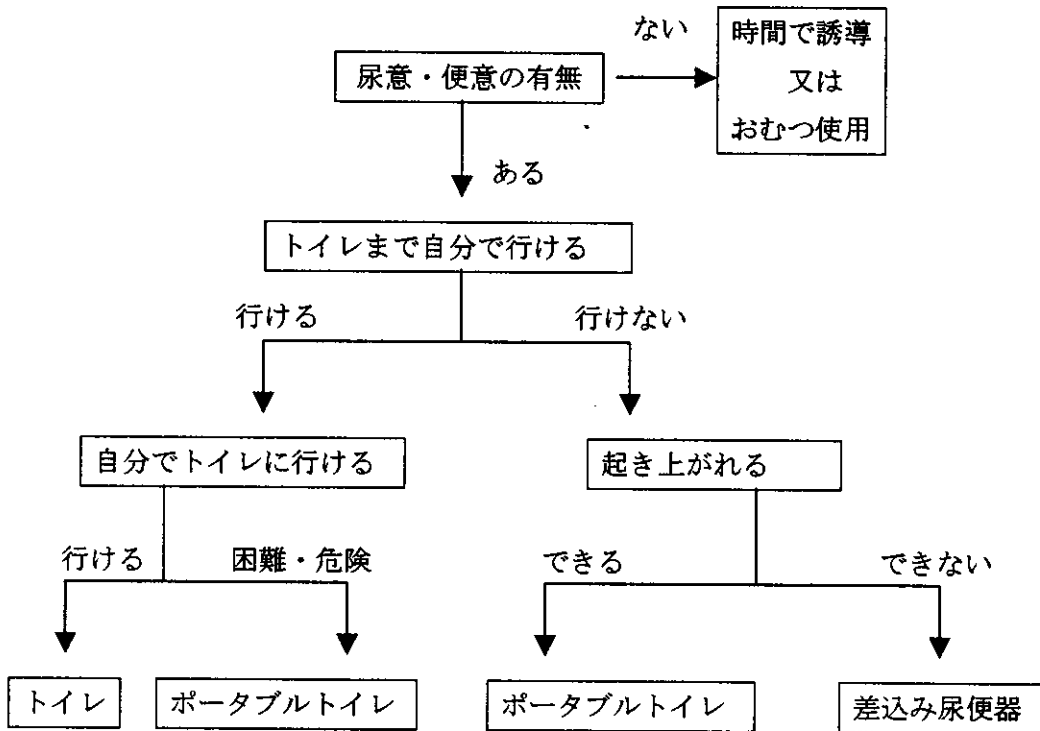 ない
時間で誘導
又は
おむつ使用
尿意・便意の有無
ある
トイレまで自分で行ける
行ける
行けない
自分でトイレに行ける
起き上がれる
行ける
困難・危険
できる
できない
トイレ
ポータブルトイレ
ポータブルトイレ
差込み尿便器